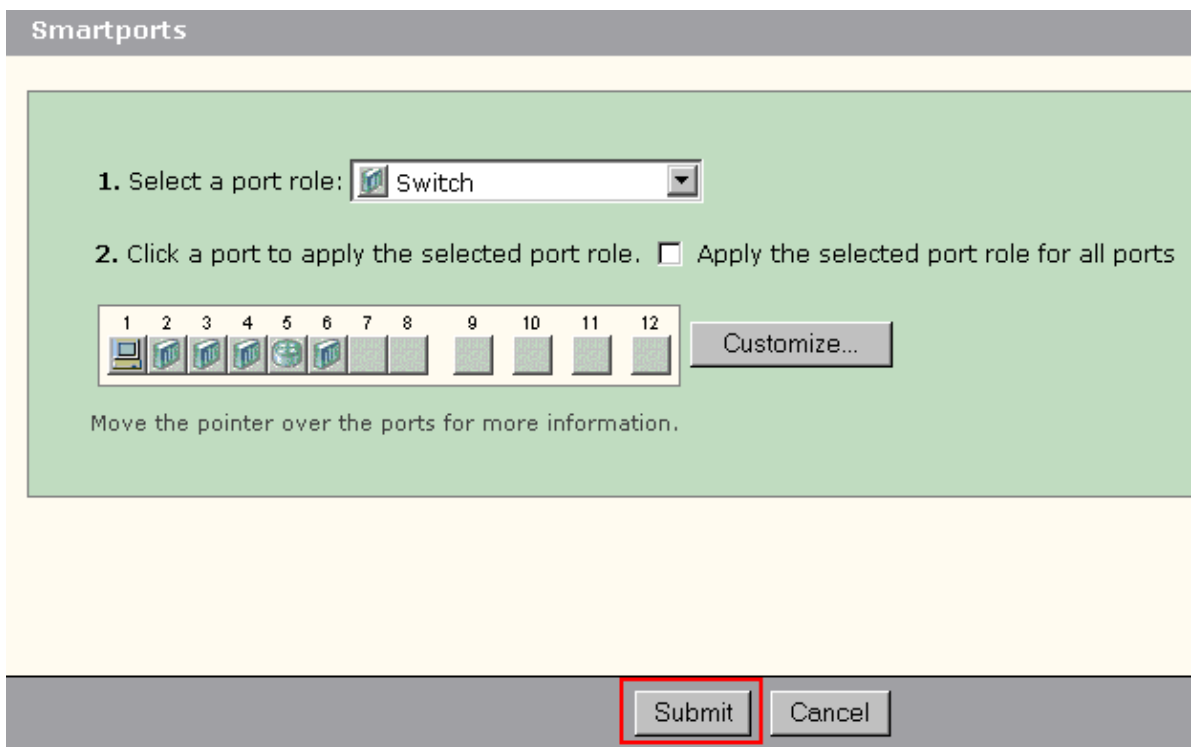 Smartports
1. Select a port role: Switch
2. Click a port to apply the selected port role. Apply the selected port role for all ports
1 2 3 4 5 6 7 8 9 10 11 12
Customize...
Move the pointer over the ports for more information.
Submit Cancel